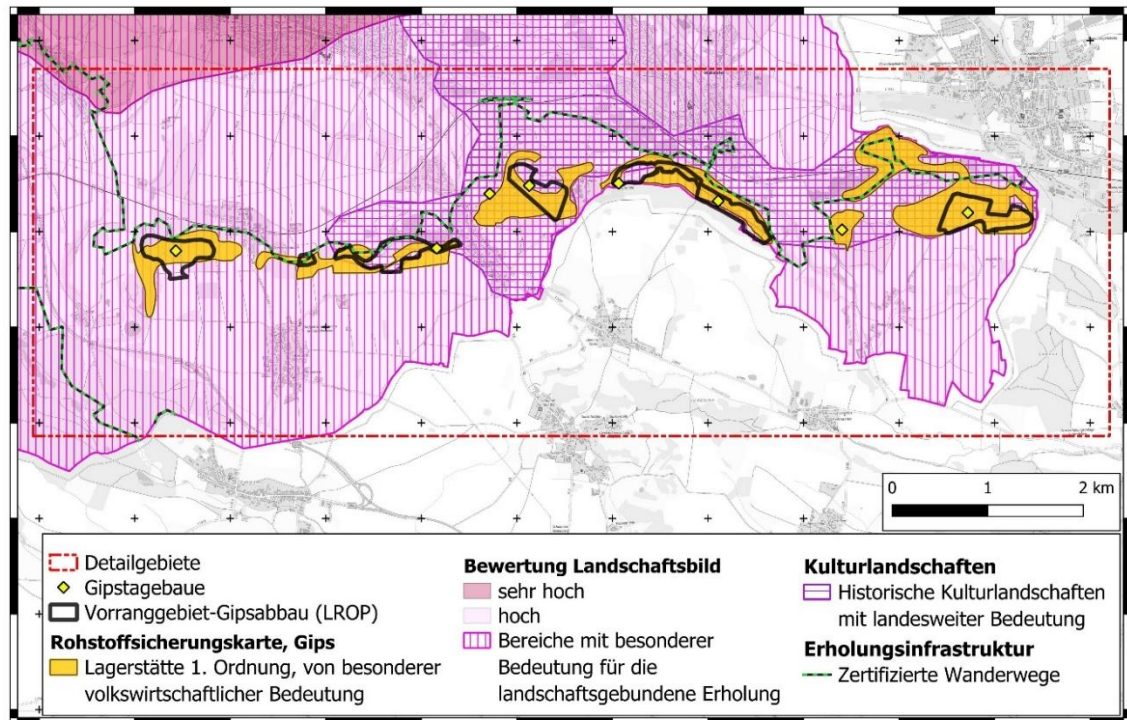 0 1 2 km
Detailgebiete
Gipstagebaue
Vorranggebiet-Gipsabbau (LROP)
Rohstoffsicherungskarte, Gips
Lagerstätte 1. Ordnung, von besonderer
volkswirtschaftlicher Bedeutung
Bewertung Landschaftsbild
sehr hoch
hoch
Bereiche mit besonderer
Bedeutung für die
landschaftsgebundene Erholung
Kulturlandschaften
Historische Kulturlandschaften
mit landesweiter Bedeutung
Erholungsinfrastruktur
Zertifizierte Wanderwege